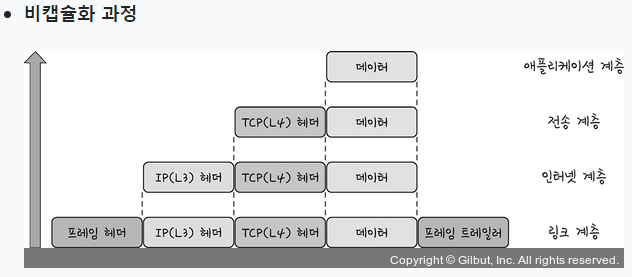 비캡슐화 과정
데이터 애플리케이션 계층
TCP(L4) 헤더 데이터 전송 계층
IP(L3) 헤더 TCP(L4) 헤더 데이터 인터넷 계층
프레임 헤더 IP(L3) 헤더 TCP(L4) 헤더 데이터 프레임 트레일러 링크 계층
Copyright © Gilbut, Inc. All rights reserved.